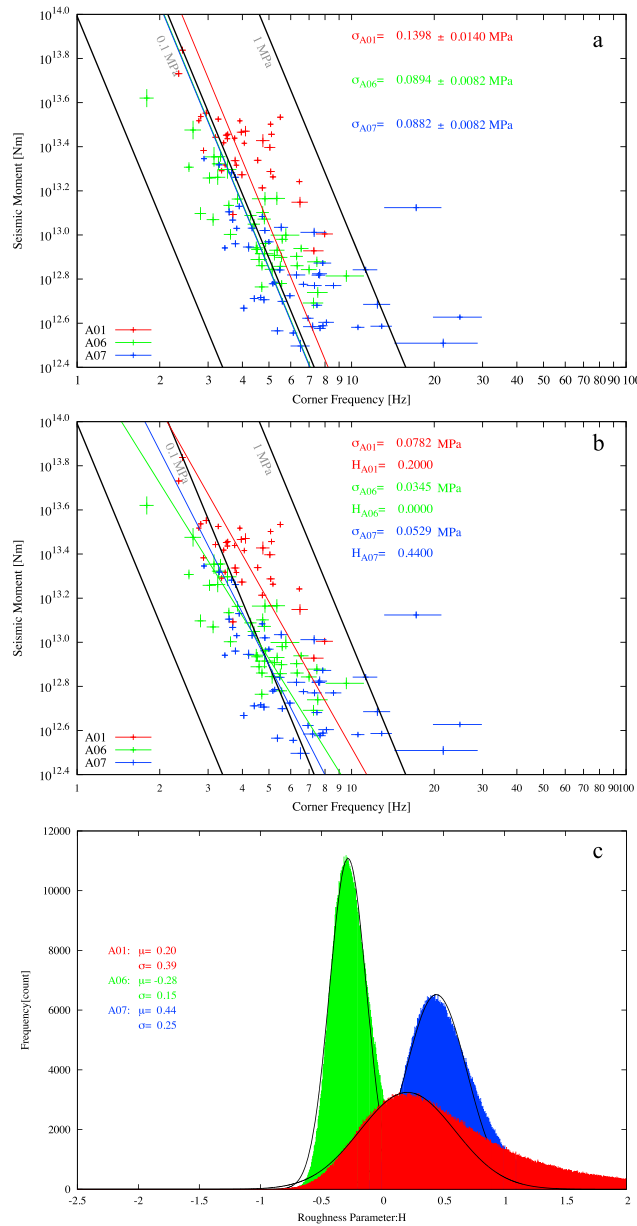 10^14.0
10^13.8
10^13.6
10^13.4
10^13.2
10^13.0
10^12.8
10^12.6
10^12.4
Seismic Moment [Nm]
0.1 MPa
1 MPa
a
σA01= 0.1398 ± 0.0140 MPa
σA06= 0.0894 ± 0.0082 MPa
σA07= 0.0882 ± 0.0082 MPa
A01
A06
A07
1 2 3 4 5 6 7 8 9 10 20 30 40 50 60 70 80 90 100
Corner Frequency [Hz]
10^14.0
10^13.8
10^13.6
10^13.4
10^13.2
10^13.0
10^12.8
10^12.6
10^12.4
Seismic Moment [Nm]
0.1 MPa
1 MPa
b
σA01= 0.0782 MPa
HA01= 0.2000
σA06= 0.0345 MPa
HA06= 0.0000
σA07= 0.0529 MPa
HA07= 0.4400
A01
A06
A07
1 2 3 4 5 6 7 8 9 10 20 30 40 50 60 70 80 90 100
Corner Frequency [Hz]
12000
10000
8000
6000
4000
2000
0
Frequency[count]
c
A01: μ= 0.20
σ= 0.39
A06: μ= -0.28
σ= 0.15
A07: μ= 0.44
σ= 0.25
-2.5 -2 -1.5 -1 -0.5 0 0.5 1 1.5 2
Roughness Parameter:H